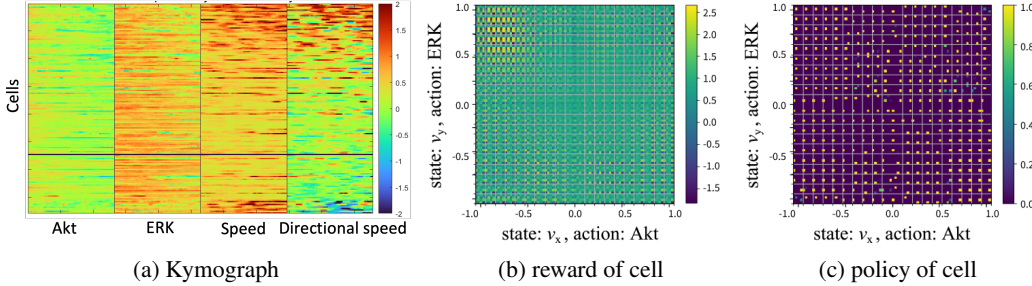 2
1.5
1
0.5
0
-0.5
-1
-1.5
-2
Cells
Akt ERK Speed Directional speed
(a) Kymograph
1.0
0.5
0.0
-0.5
-1.0 -0.5 0.0 0.5 1.0
state: vy, action: ERK
state: vx, action: Akt
2.5
2.0
1.5
1.0
0.5
0.0
-0.5
-1.0
-1.5
(b) reward of cell
1.0
0.5
0.0
-0.5
-1.0 -0.5 0.0 0.5 1.0
state: vy, action: ERK
state: vx, action: Akt
1.0
0.8
0.6
0.4
0.2
0.0
(c) policy of cell